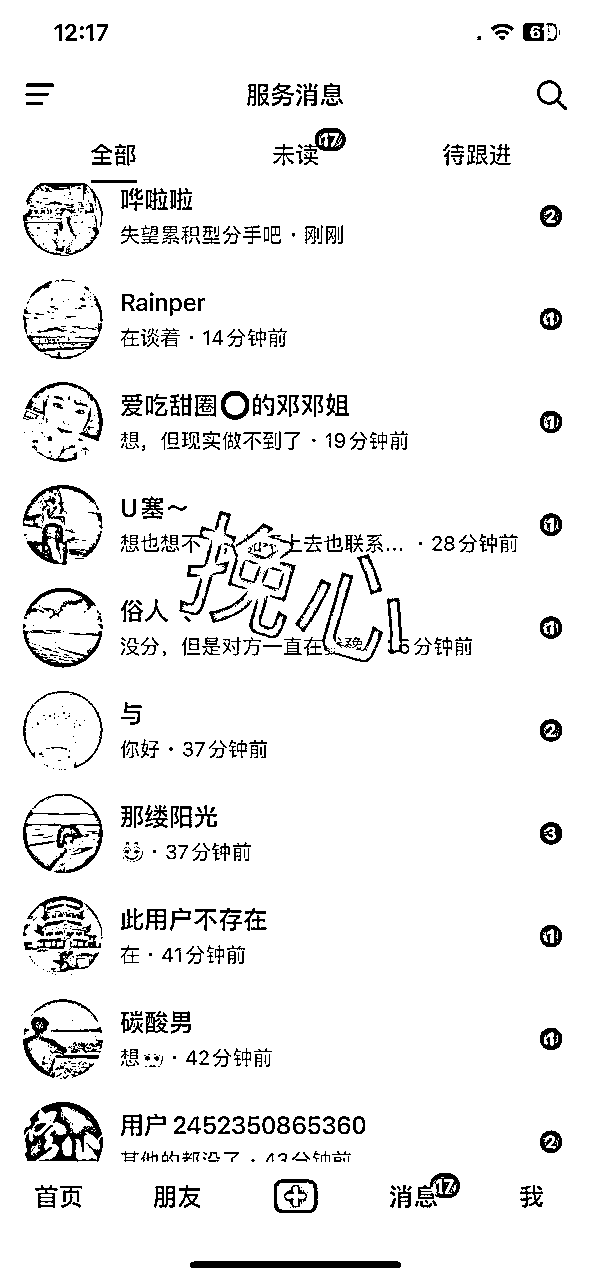 12:17
服务消息
全部 未读 17 待跟进
哗啦啦
失望累积型分手吧 · 刚刚
2
Rainper
在谈着 · 14分钟前
1
爱吃甜圈⭕的邓邓姐
想，但现实做不到了 · 19分钟前
1
U塞～
想也想不 上去也联系... · 28分钟前
1
挽心
俗人、
没分，但是对方一直在 5分钟前
1
与
你好 · 37分钟前
2
那缕阳光
· 37分钟前
3
此用户不存在
在 · 41分钟前
1
碳酸男
想 · 42分钟前
1
用户2452350865360
其他的都没了 · 43分钟前
2
首页 朋友 消息 17 我